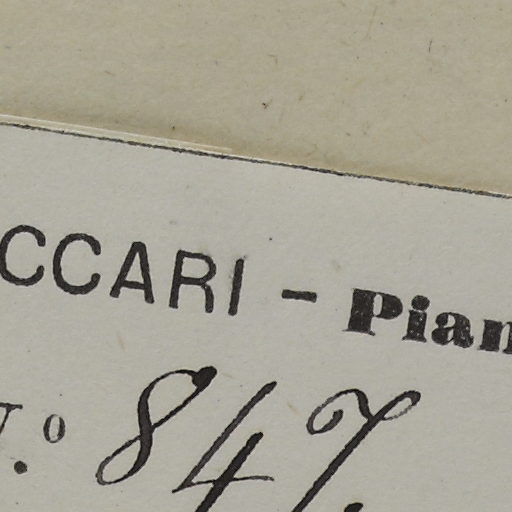 CCARI – Pian
.º 847.